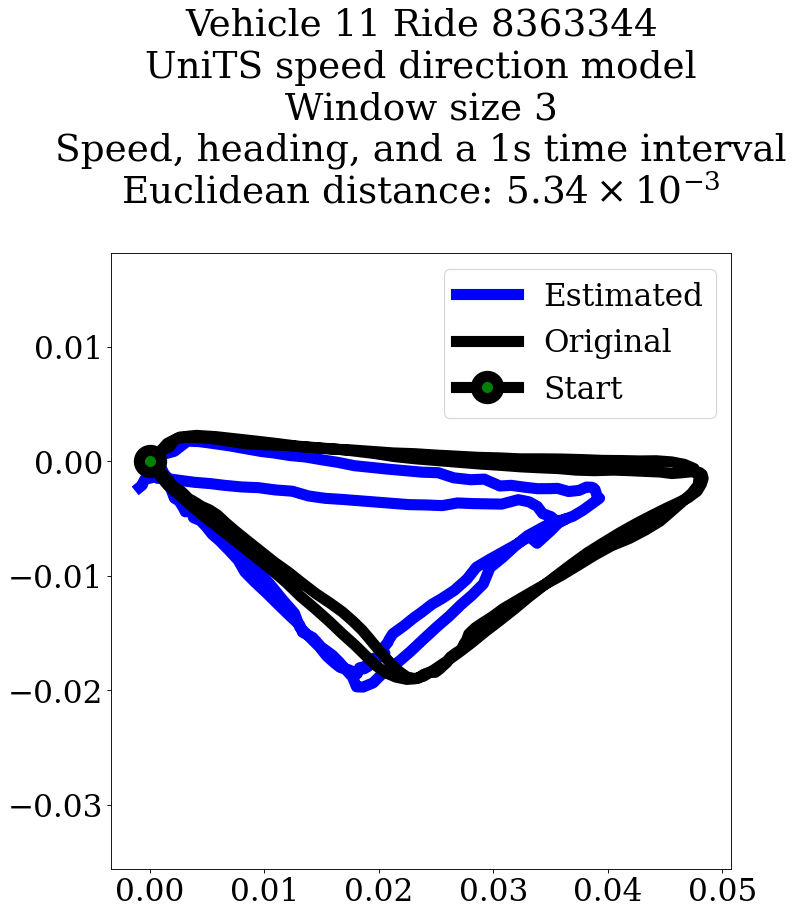 Vehicle 11 Ride 8363344
UniTS speed direction model
Window size 3
Speed, heading, and a 1s time interval
Euclidean distance: 5.34 × 10⁻³
Estimated
Original
Start
0.01
0.00
−0.01
−0.02
−0.03
0.00 0.01 0.02 0.03 0.04 0.05